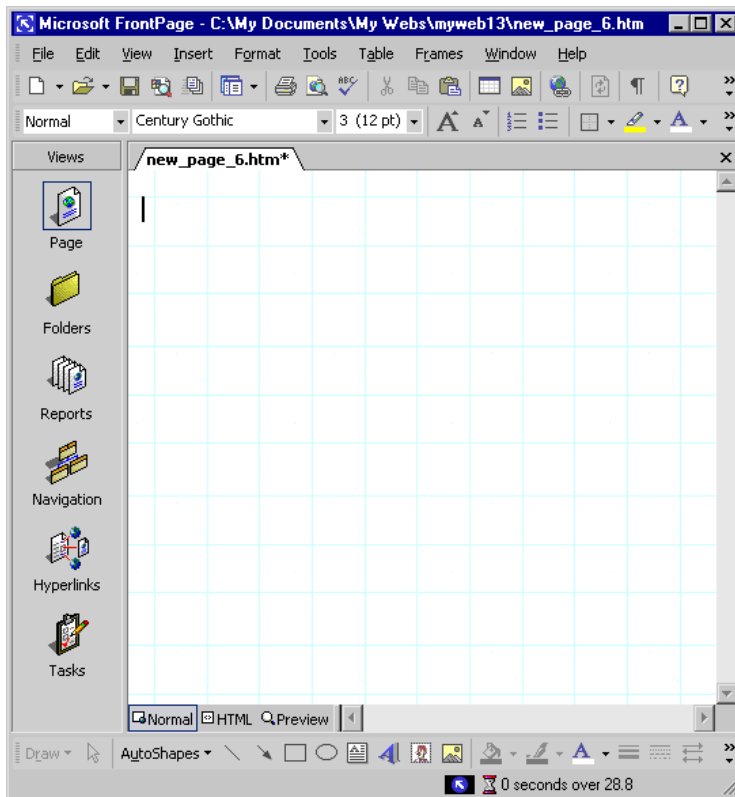 Microsoft FrontPage - C:\My Documents\My Webs\myweb13\new_page_6.htm
File Edit View Insert Format Tools Table Frames Window Help
ABC
Normal Century Gothic 3 (12 pt) A A A
Views new_page_6.htm*
Page
Folders
Reports
Navigation
Hyperlinks
Tasks
Normal HTML Preview
Draw AutoShapes A A A
0 seconds over 28.8